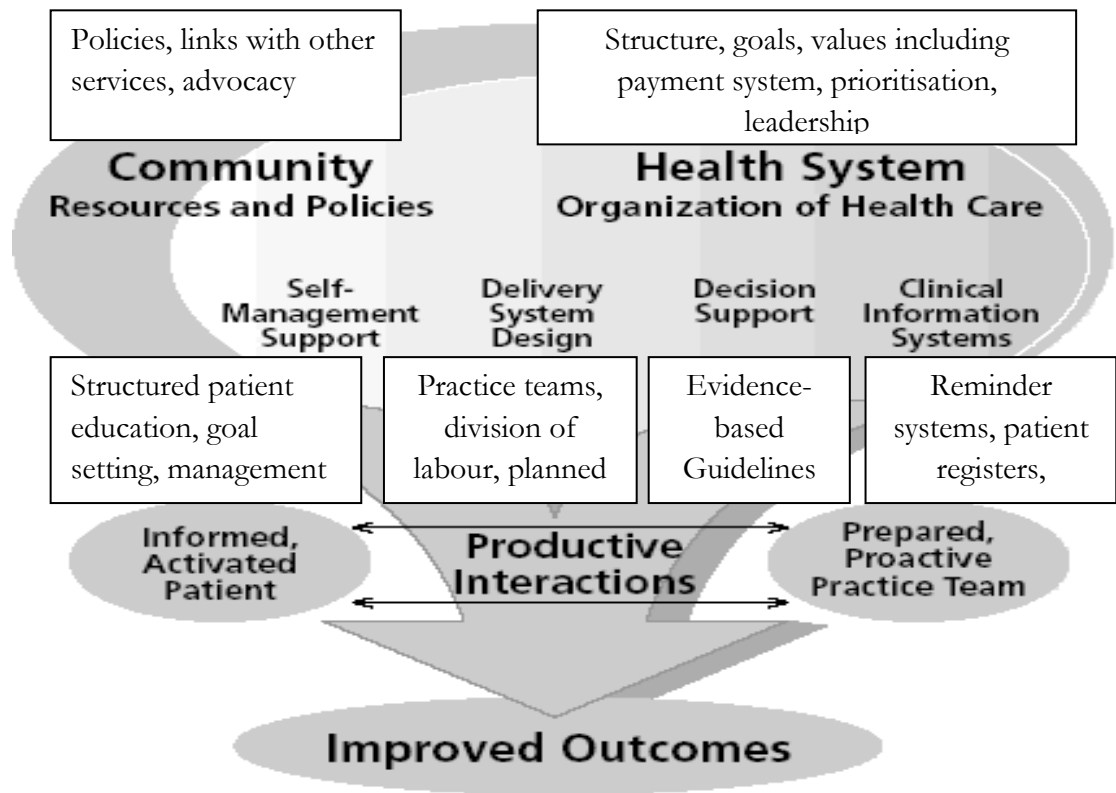 Policies, links with other
services, advocacy
Structure, goals, values including
payment system, prioritisation,
leadership
Community
Resources and Policies
Health System
Organization of Health Care
Self-
Management
Support
Delivery
System
Design
Decision
Support
Clinical
Information
Systems
Structured patient
education, goal
setting, management
Practice teams,
division of
labour, planned
Evidence-
based
Guidelines
Reminder
systems, patient
registers,
Informed,
Activated
Patient
Productive
Interactions
Prepared,
Proactive
Practice Team
Improved Outcomes